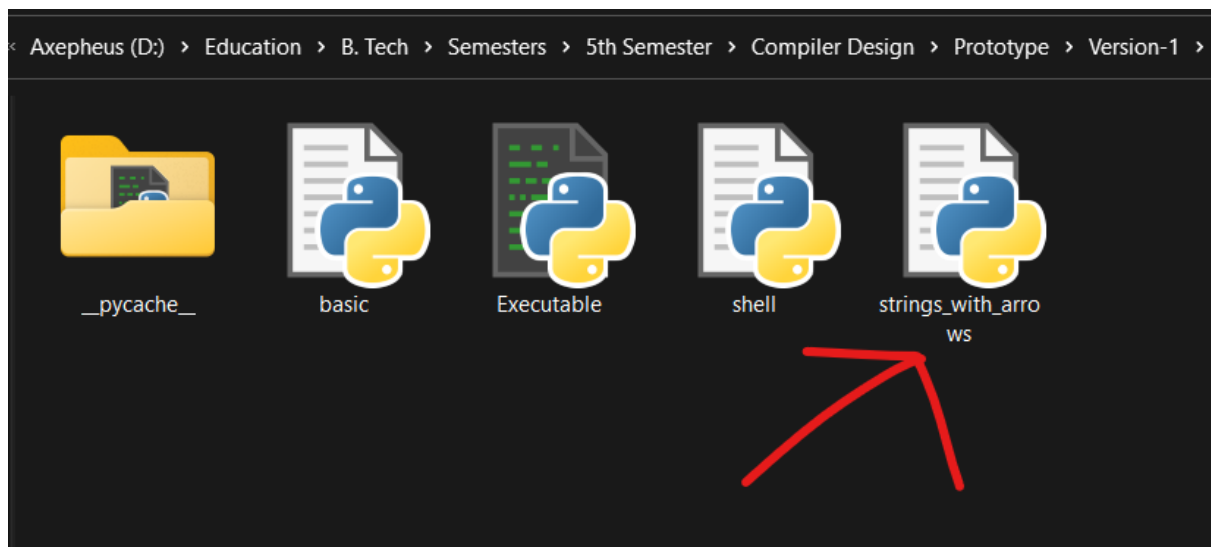 « Axepheus (D:) > Education > B. Tech > Semesters > 5th Semester > Compiler Design > Prototype > Version-1 >
__pycache__
basic
Executable
shell
strings_with_arro
ws